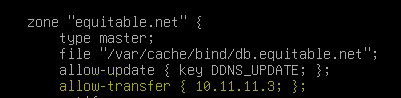 zone "equitable.net" {
type master;
file "/var/cache/bind/db.equitable.net";
allow-update { key DDNS_UPDATE; };
allow-transfer { 10.11.11.3; };